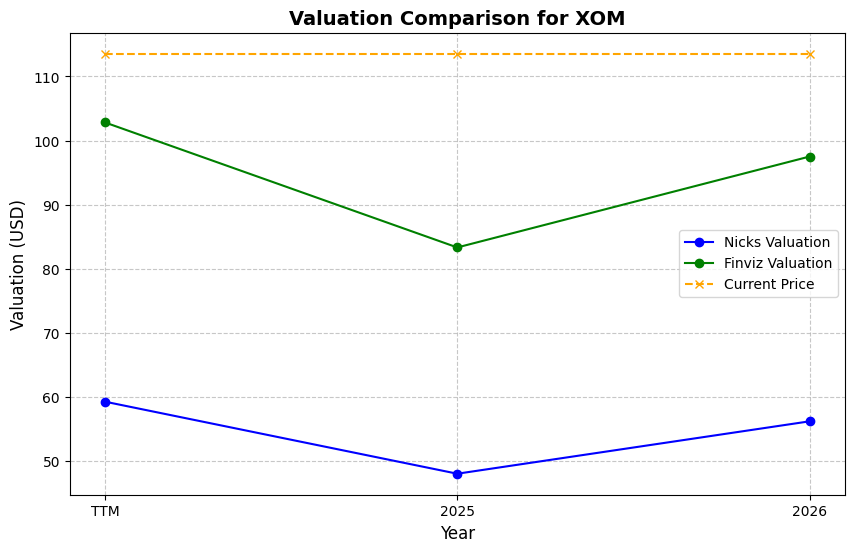 Valuation Comparison for XOM
110
100
90
80
70
60
50
Valuation (USD)
Nicks Valuation
Finviz Valuation
Current Price
TTM
2025
2026
Year